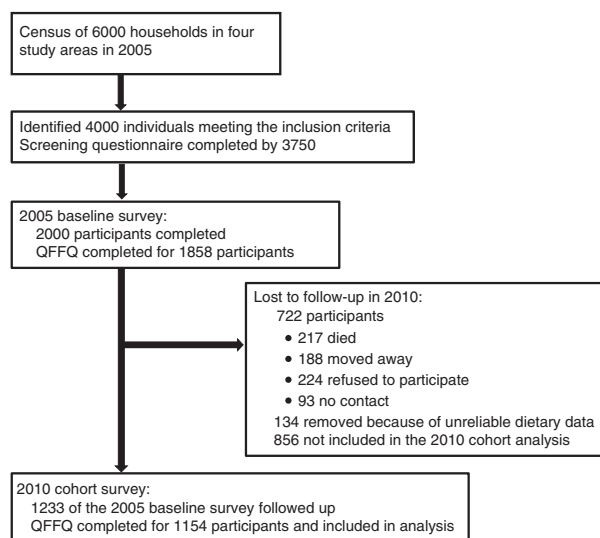 Census of 6000 households in four
study areas in 2005
Identified 4000 individuals meeting the inclusion criteria
Screening questionnaire completed by 3750
2005 baseline survey:
2000 participants completed
QFFQ completed for 1858 participants
Lost to follow-up in 2010:
722 participants
• 217 died
• 188 moved away
• 224 refused to participate
• 93 no contact
134 removed because of unreliable dietary data
856 not included in the 2010 cohort analysis
2010 cohort survey:
1233 of the 2005 baseline survey followed up
QFFQ completed for 1154 participants and included in analysis